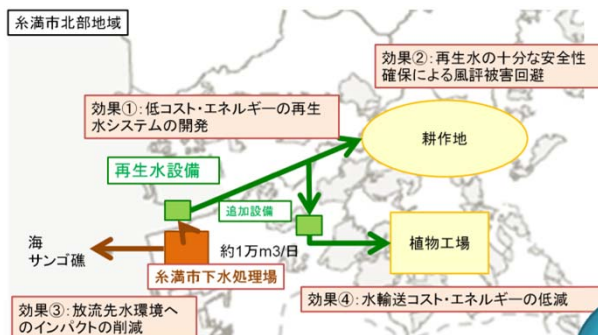 糸満市北部地域
効果②:再生水の十分な安全性
確保による風評被害回避
効果①:低コスト・エネルギーの再生
水システムの開発
耕作地
再生水設備
追加設備
海
サンゴ礁
約1万m3/日
植物工場
糸満市下水処理場
効果③:放流先水環境へ
のインパクトの削減
効果④:水輸送コスト・エネルギーの低減